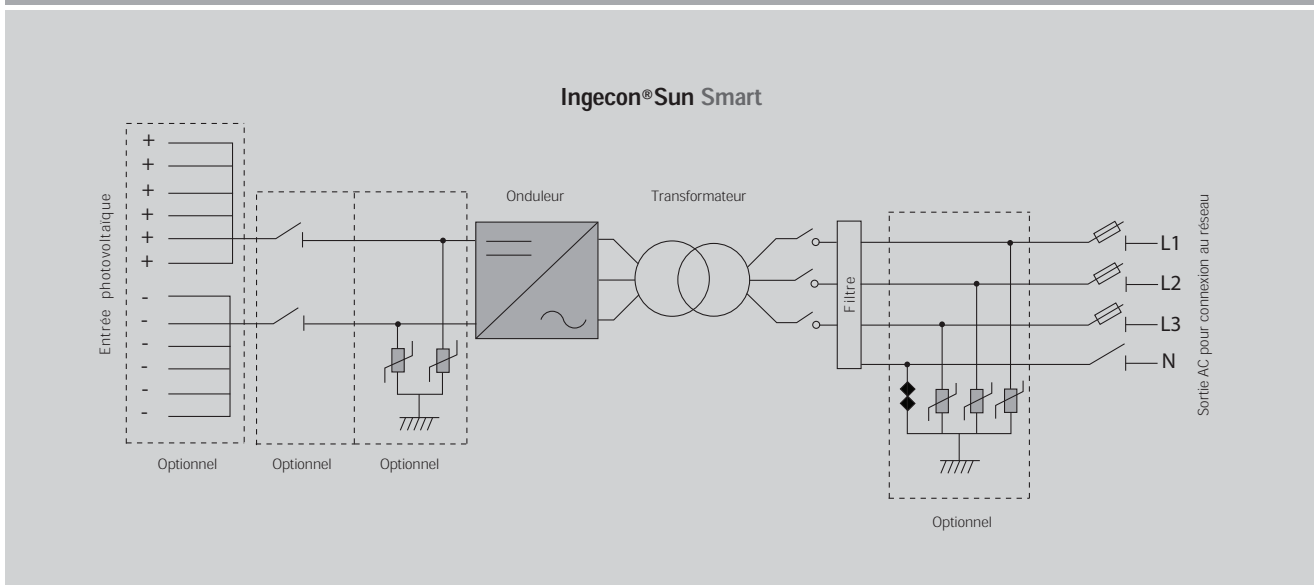 Ingecon®Sun Smart
Entrée photovoltaïque
+
+
+
+
+
+
-
-
-
-
-
-
Optionnel
Optionnel
Optionnel
Onduleur
Transformateur
Filtre
Optionnel
L1
L2
L3
N
Sortie AC pour connexion au réseau